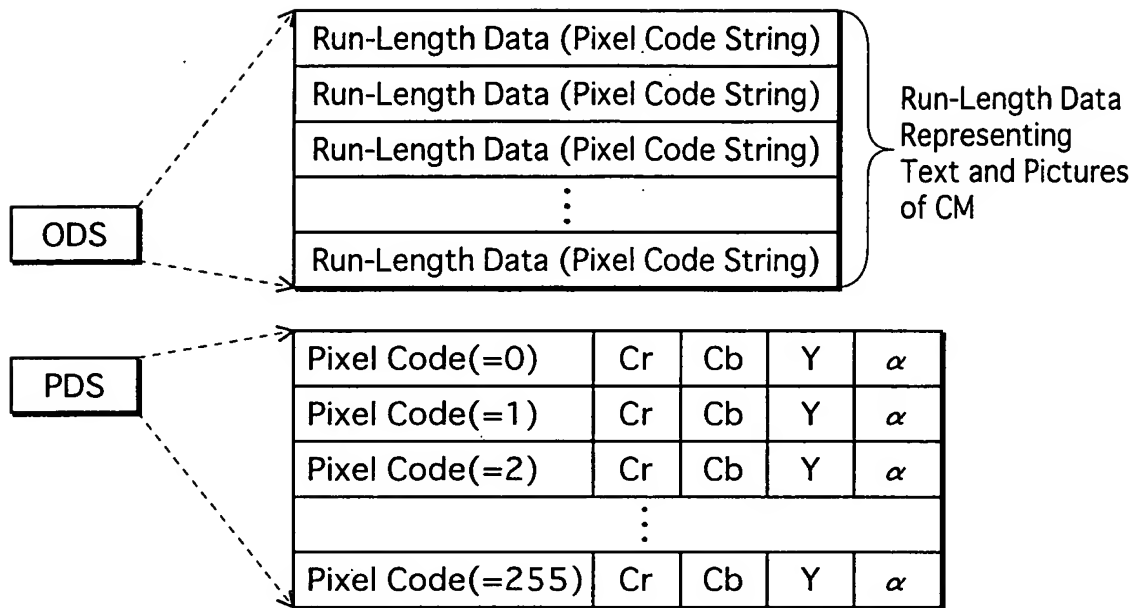 Run-Length Data (Pixel Code String)
Run-Length Data (Pixel Code String)
Run-Length Data (Pixel Code String)
⋮
Run-Length Data (Pixel Code String)
Run-Length Data
Representing
Text and Pictures
of CM
ODS
PDS
Pixel Code(=0) Cr Cb Y α
Pixel Code(=1) Cr Cb Y α
Pixel Code(=2) Cr Cb Y α
⋮
Pixel Code(=255) Cr Cb Y α